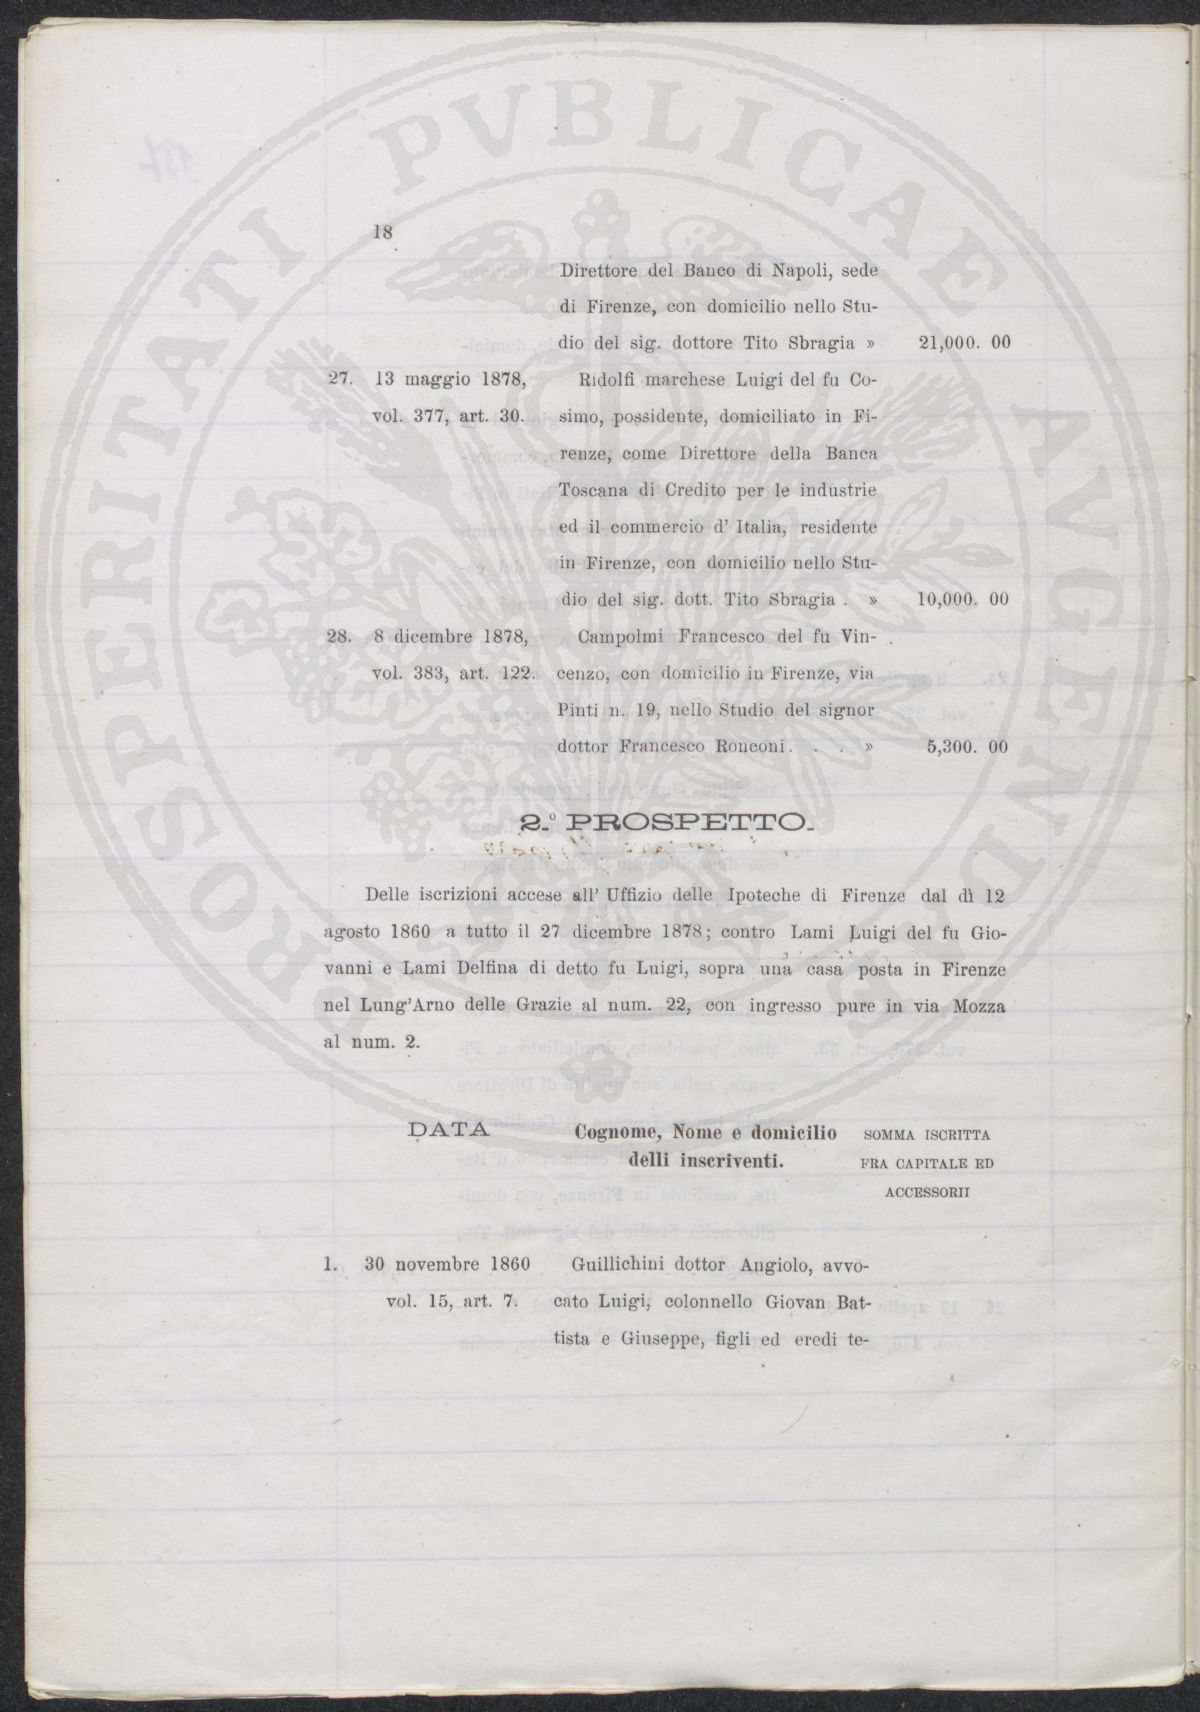 PROSPERITATI PVBLICAE AVGENDAE
18
Direttore del Banco di Napoli, sede
di Firenze, con domicilio nello Stu-
dio del sig. dottore Tito Sbragia » 21,000. 00
27. 13 maggio 1878, Ridolfi marchese Luigi del fu Co-
vol. 377, art. 30. simo, possidente, domiciliato in Fi-
renze, come Direttore della Banca
Toscana di Credito per le industrie
ed il commercio d' Italia, residente
in Firenze, con domicilio nello Stu-
dio del sig. dott. Tito Sbragia . » 10,000. 00
28. 8 dicembre 1878, Campolmi Francesco del fu Vin-
vol. 383, art. 122. cenzo, con domicilio in Firenze, via
Pinti n. 19, nello Studio del signor
dottor Francesco Ronconi. . . » 5,300. 00
2.º PROSPETTO.
Delle iscrizioni accese all' Uffizio delle Ipoteche di Firenze dal dì 12
agosto 1860 a tutto il 27 dicembre 1878; contro Lami Luigi del fu Gio-
vanni e Lami Delfina di detto fu Luigi, sopra una casa posta in Firenze
nel Lung'Arno delle Grazie al num. 22, con ingresso pure in via Mozza
al num. 2.
DATA Cognome, Nome e domicilio SOMMA ISCRITTA
delli inscriventi. FRA CAPITALE ED
ACCESSORII
1. 30 novembre 1860 Guillichini dottor Angiolo, avvo-
vol. 15, art. 7. cato Luigi, colonnello Giovan Bat-
tista e Giuseppe, figli ed eredi te-